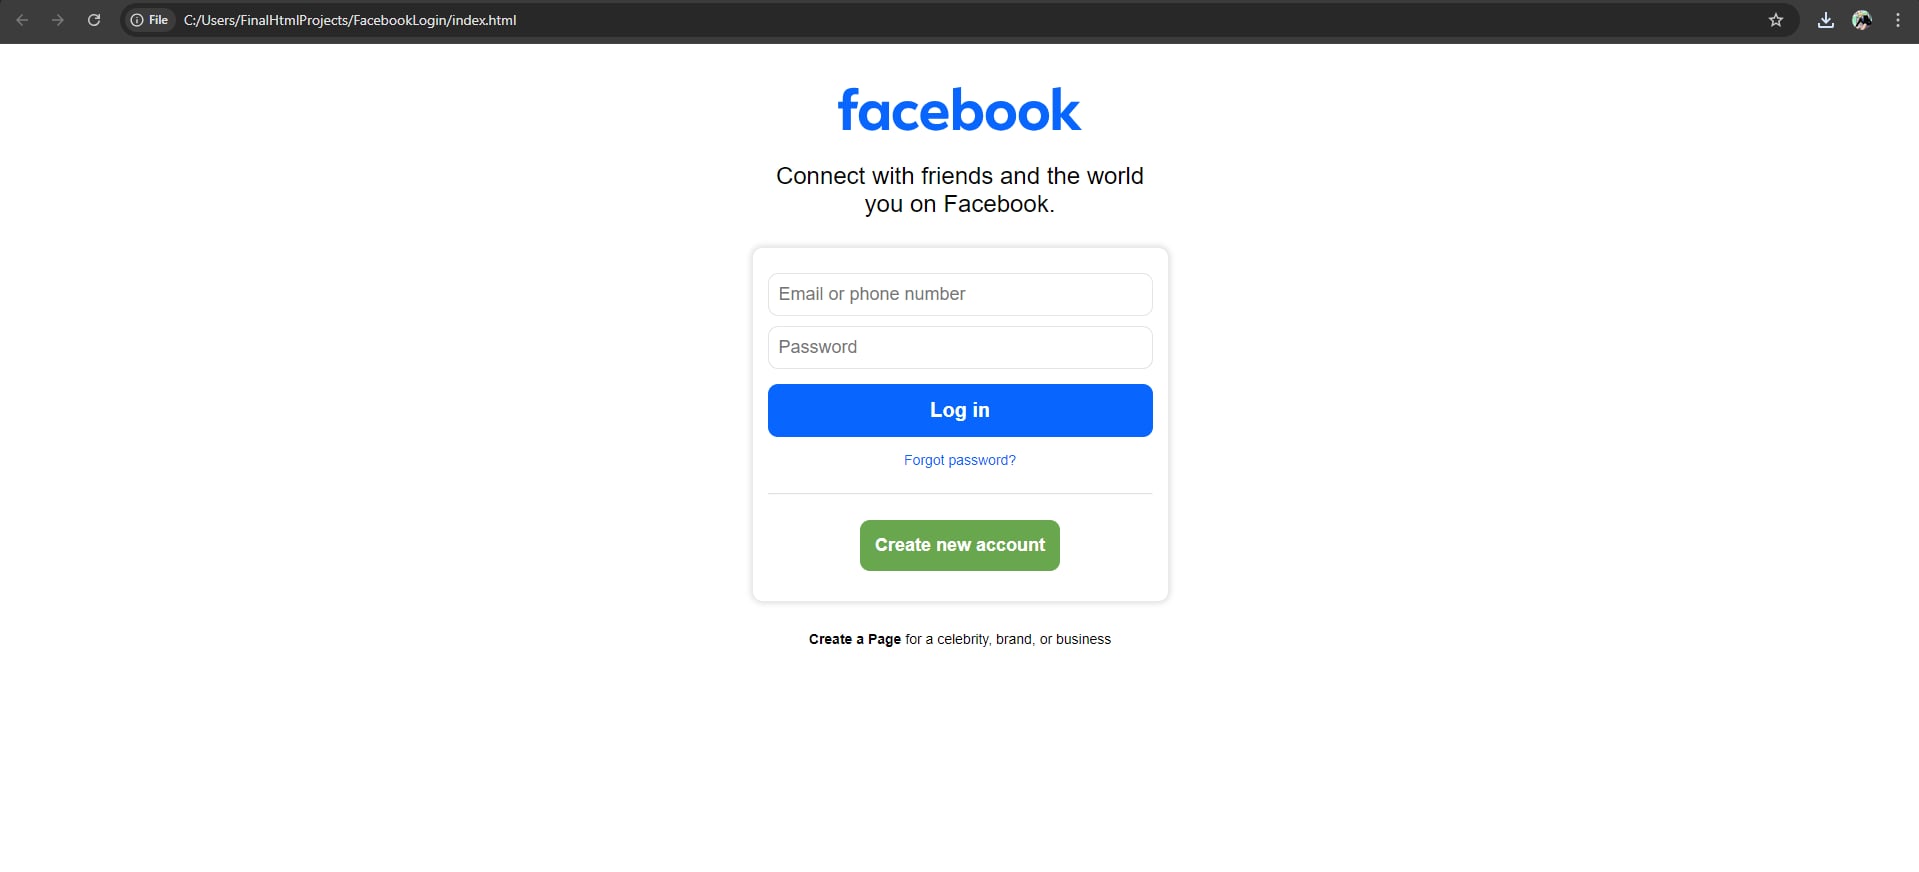 File C:/Users/FinalHtmlProjects/FacebookLogin/index.html
facebook
Connect with friends and the world
you on Facebook.
Email or phone number
Password
Log in
Forgot password?
Create new account
Create a Page for a celebrity, brand, or business